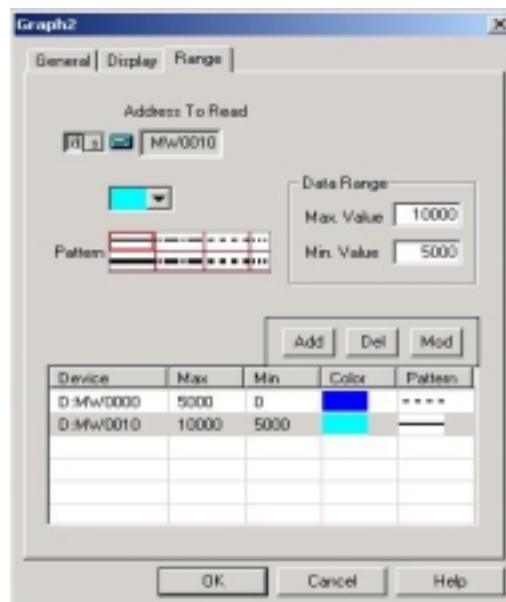 Graph2
General Display Range
Address To Read
MW0010
Data Range
Max. Value 10000
Min. Value 5000
Pattern
Add Del Mod
Device Max Min Color Pattern
D:MW0000 5000 0
D:MW0010 10000 5000
OK Cancel Help